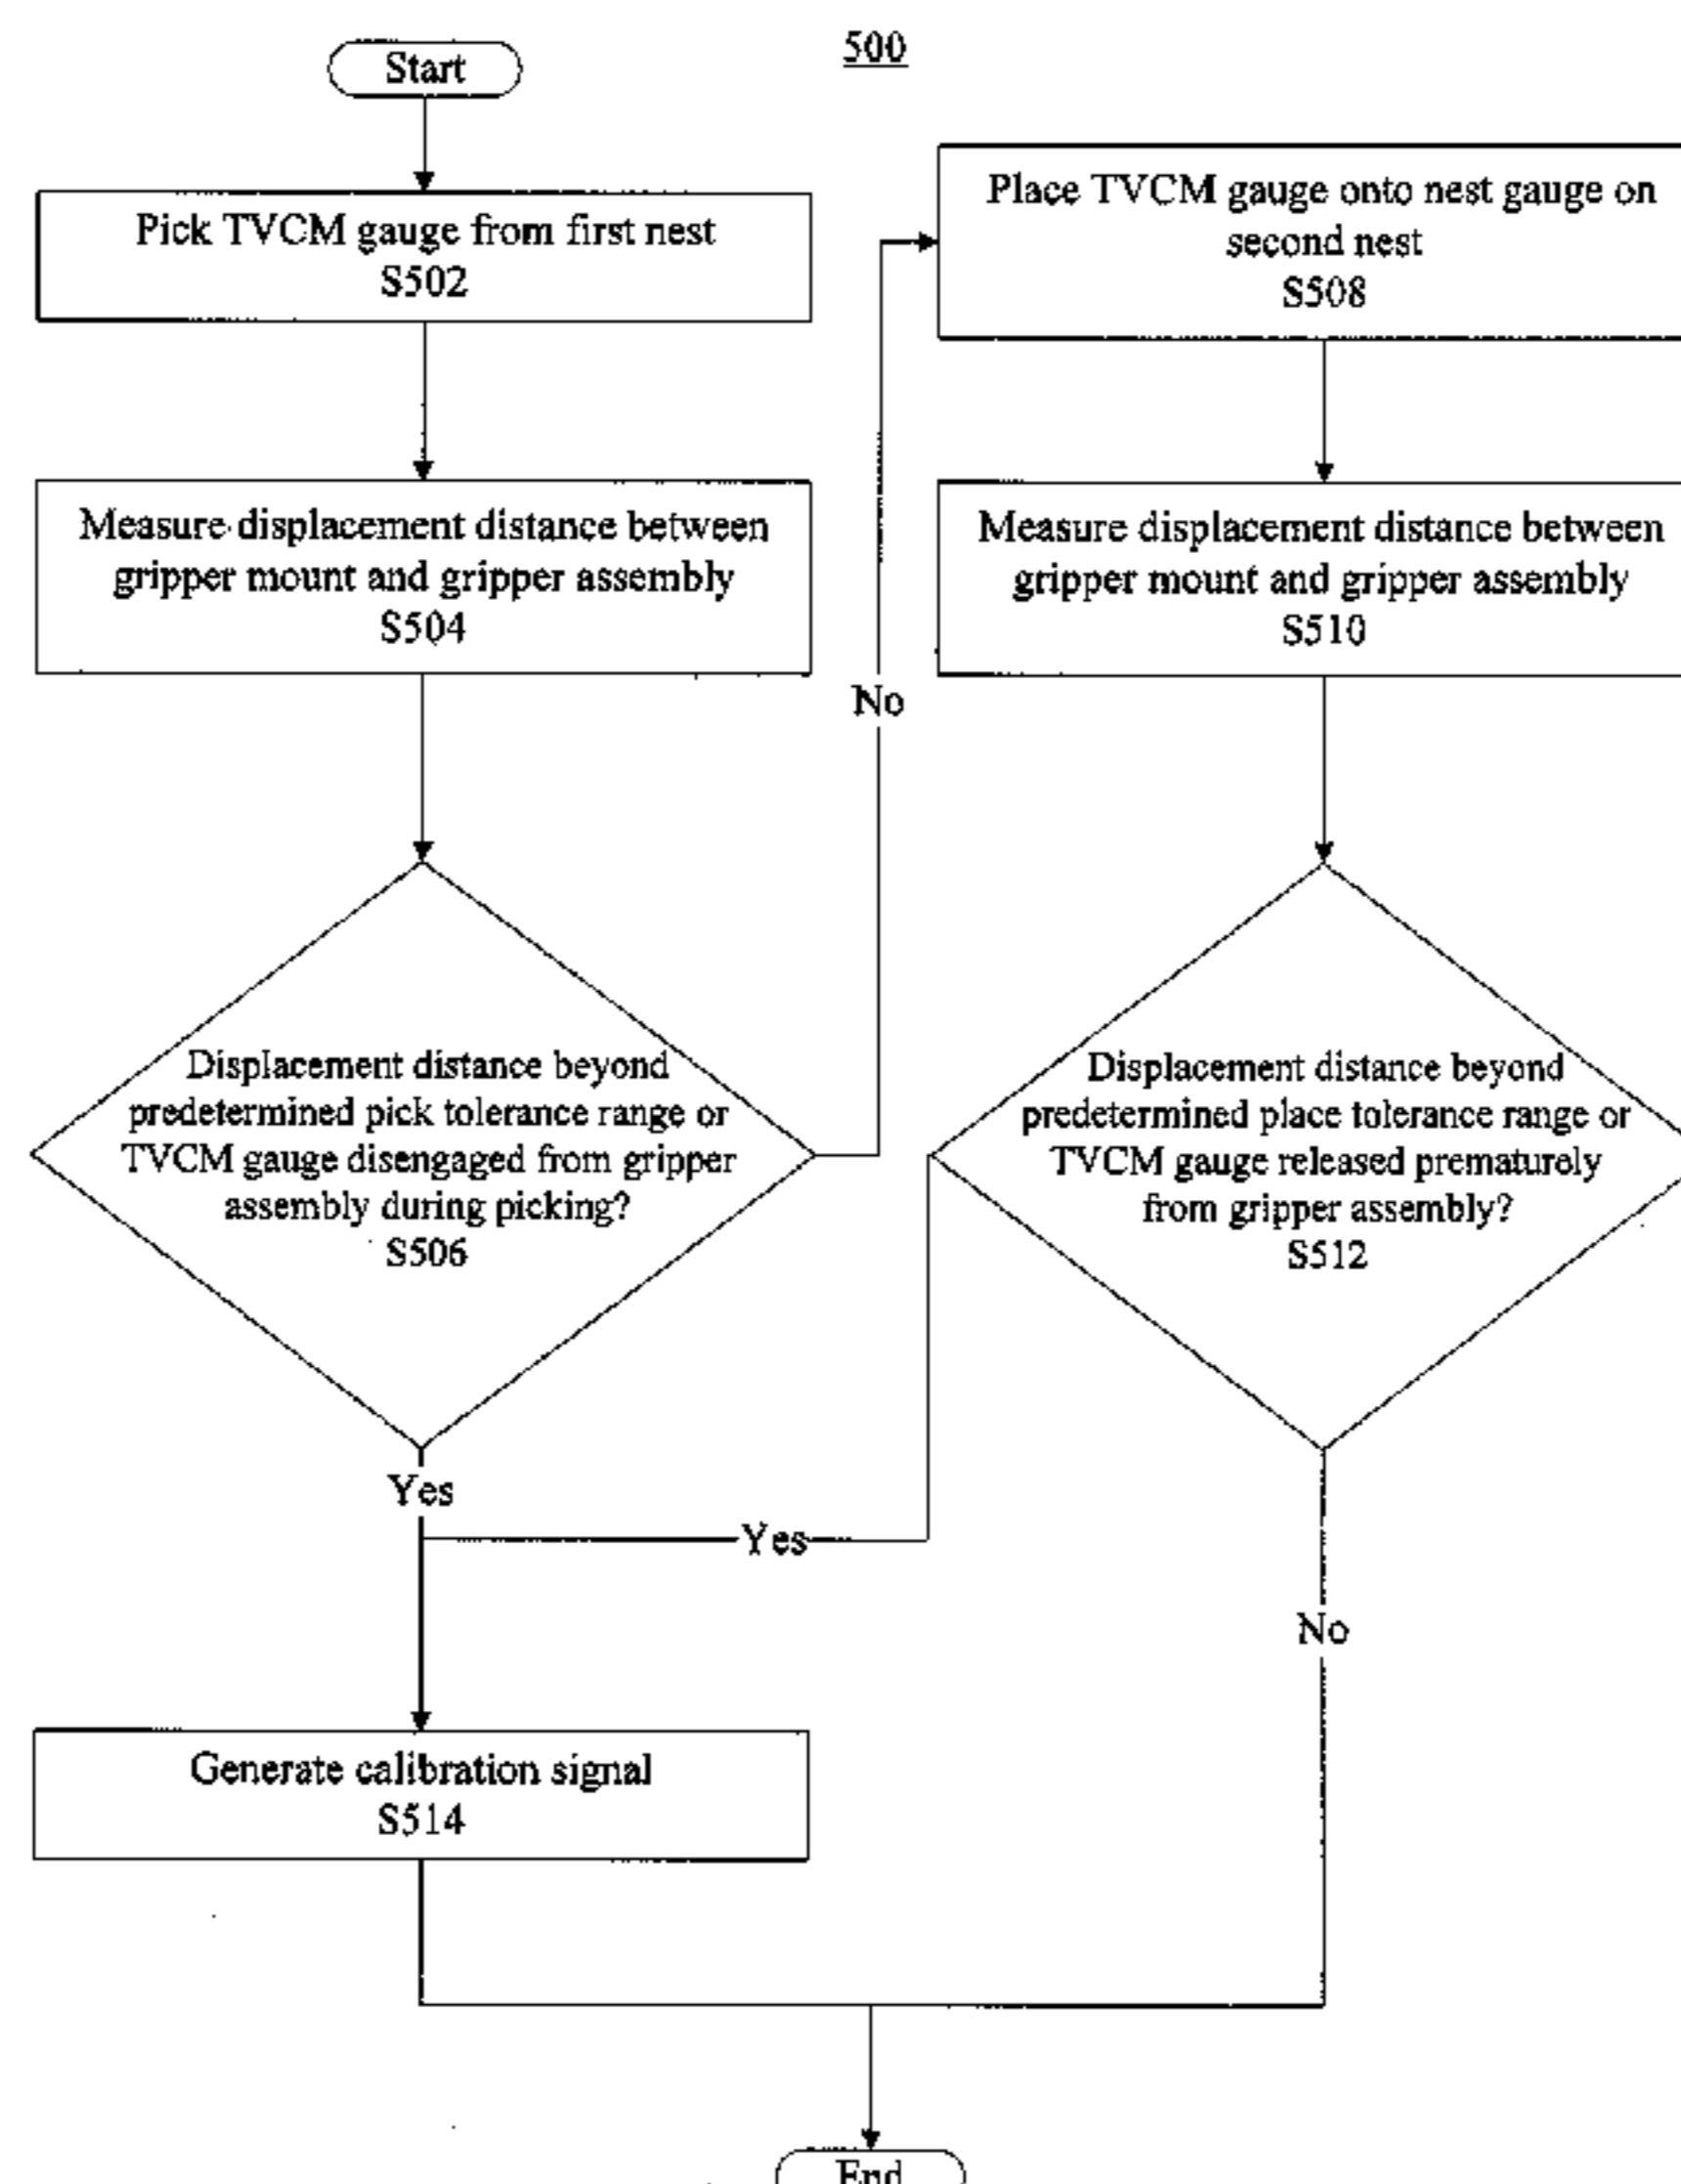 500
Start
Pick TVCM gauge from first nest
S502
Measure displacement distance between
gripper mount and gripper assembly
S504
Displacement distance beyond
predetermined pick tolerance range or
TVCM gauge disengaged from gripper
assembly during picking?
S506
No
Yes
Place TVCM gauge onto nest gauge on
second nest
S508
Measure displacement distance between
gripper mount and gripper assembly
S510
Displacement distance beyond
predetermined place tolerance range or
TVCM gauge released prematurely
from gripper assembly?
S512
Yes
No
Generate calibration signal
S514
End